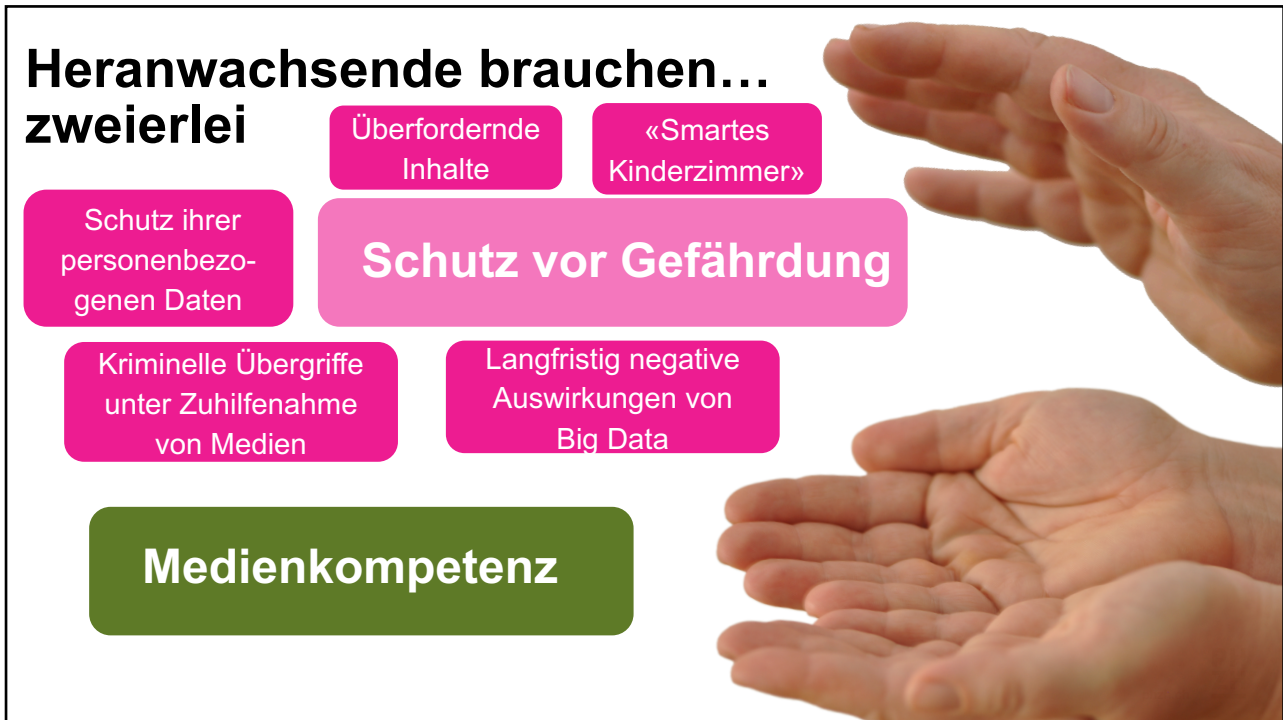 Heranwachsende brauchen…
zweierlei
Überfordernde
Inhalte
«Smartes
Kinderzimmer»
Schutz ihrer
personenbezo-
genen Daten
Schutz vor Gefährdung
Kriminelle Übergriffe
unter Zuhilfenahme
von Medien
Langfristig negative
Auswirkungen von
Big Data
Medienkompetenz